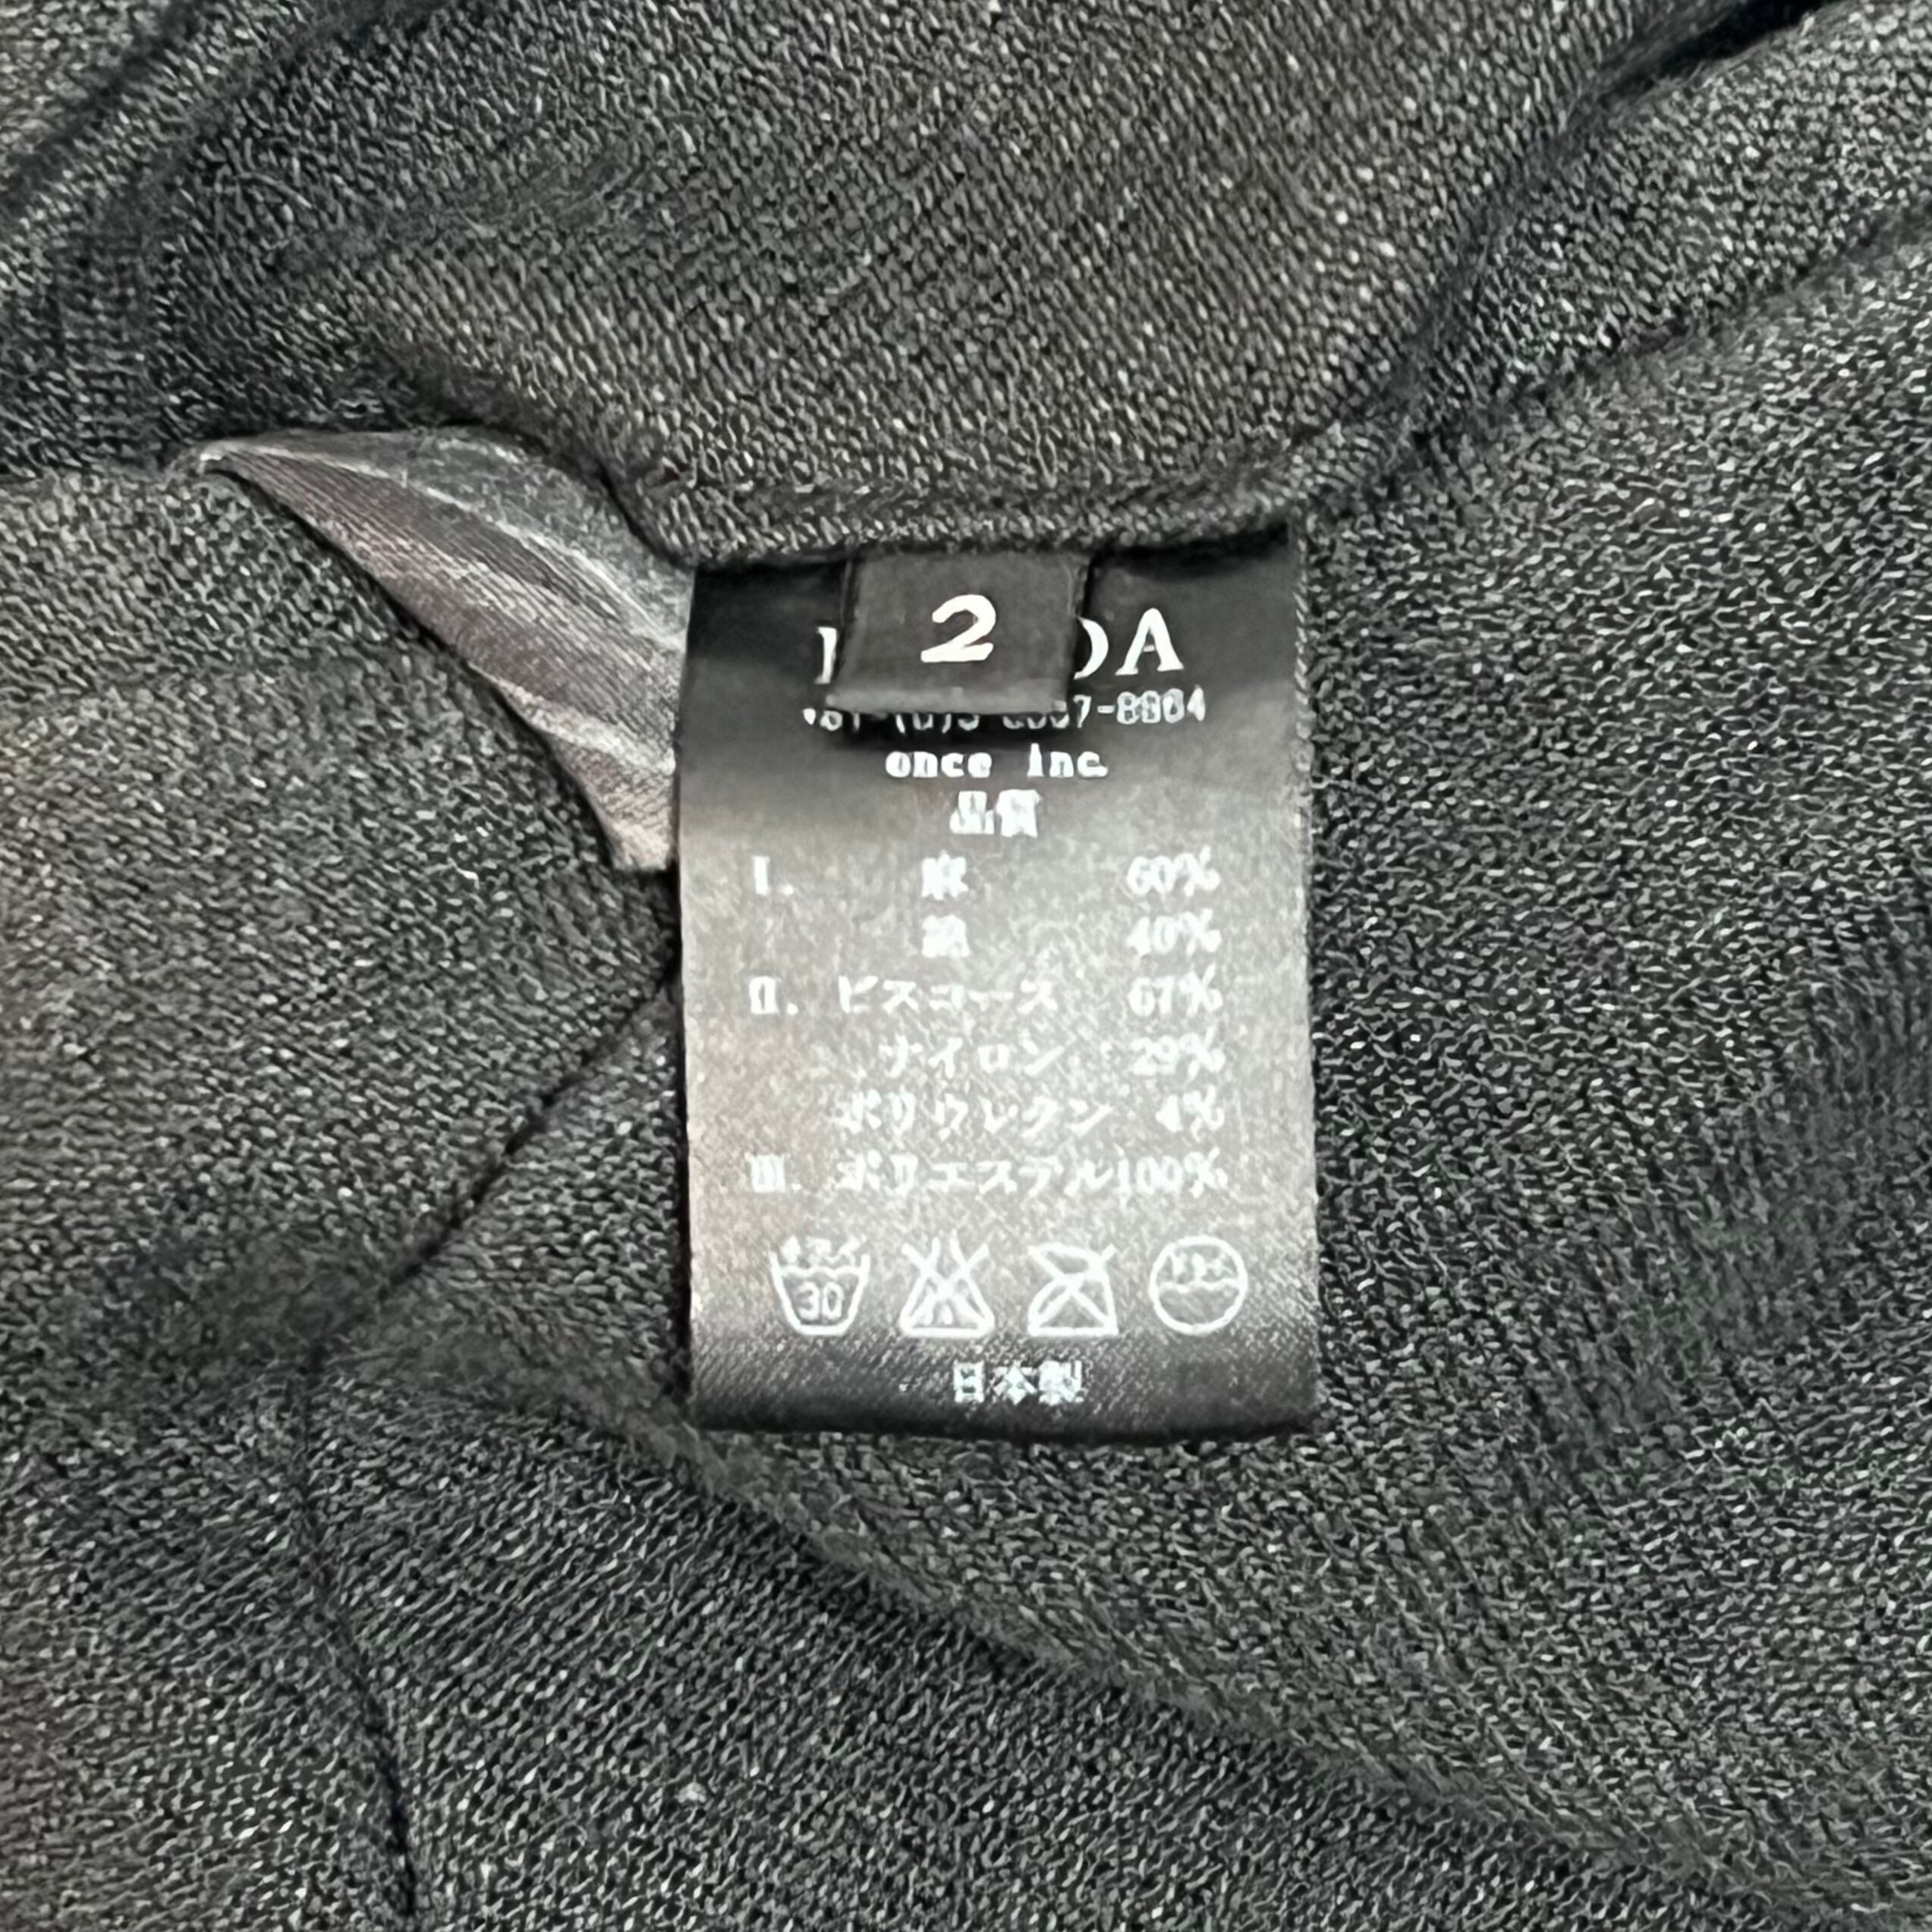 2
DA
once inc.
品質
I. 麻 60%
綿 40%
II. ビスコース 67%
ナイロン 29%
ポリウレタン 4%
III. ポリエステル100%
30
日本製